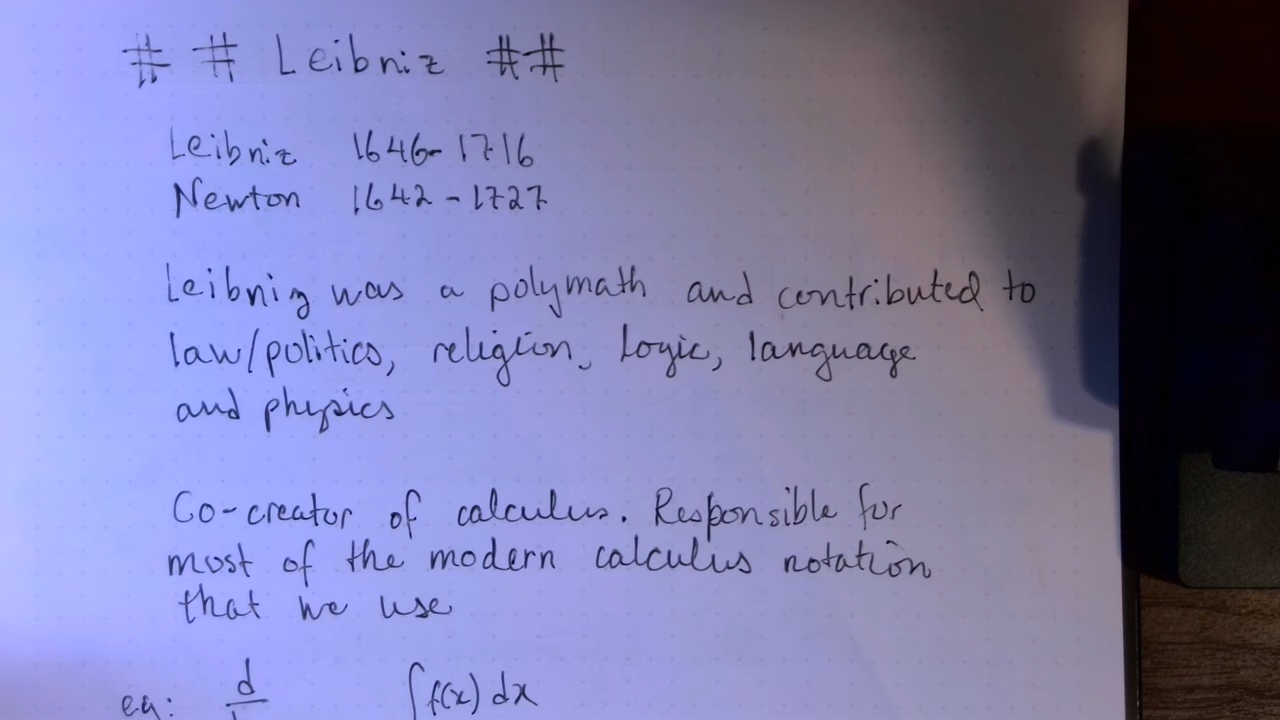 # # Leibniz ##
Leibniz 1646-1716
Newton 1642-1727
Leibniz was a polymath and contributed to
law/politics, religion, logic, language
and physics
Co-creator of calculus. Responsible for
most of the modern calculus notation
that we use
eg: d ∫f(x) dx